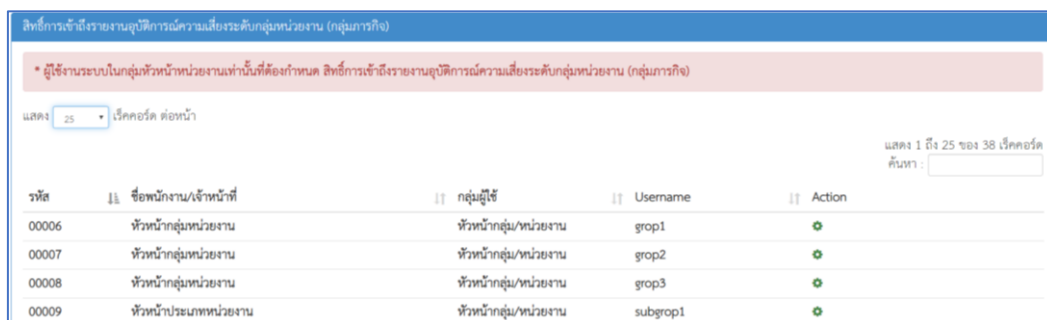 สิทธิ์การเข้าถึงรายงานอุบัติการณ์ความเสี่ยงระดับกลุ่มหน่วยงาน (กลุ่มภารกิจ)
* ผู้ใช้งานระบบในกลุ่มหัวหน้าหน่วยงานเท่านั้นที่ต้องกำหนด สิทธิ์การเข้าถึงรายงานอุบัติการณ์ความเสี่ยงระดับกลุ่มหน่วยงาน (กลุ่มภารกิจ)
แสดง 25 เร็คคอร์ด ต่อหน้า
แสดง 1 ถึง 25 ของ 38 เร็คคอร์ด
ค้นหา :
รหัส ชื่อพนักงาน/เจ้าหน้าที่ กลุ่มผู้ใช้ Username Action
00006 หัวหน้ากลุ่มหน่วยงาน หัวหน้ากลุ่ม/หน่วยงาน grop1
00007 หัวหน้ากลุ่มหน่วยงาน หัวหน้ากลุ่ม/หน่วยงาน grop2
00008 หัวหน้ากลุ่มหน่วยงาน หัวหน้ากลุ่ม/หน่วยงาน grop3
00009 หัวหน้าประเภทหน่วยงาน หัวหน้ากลุ่ม/หน่วยงาน subgrop1